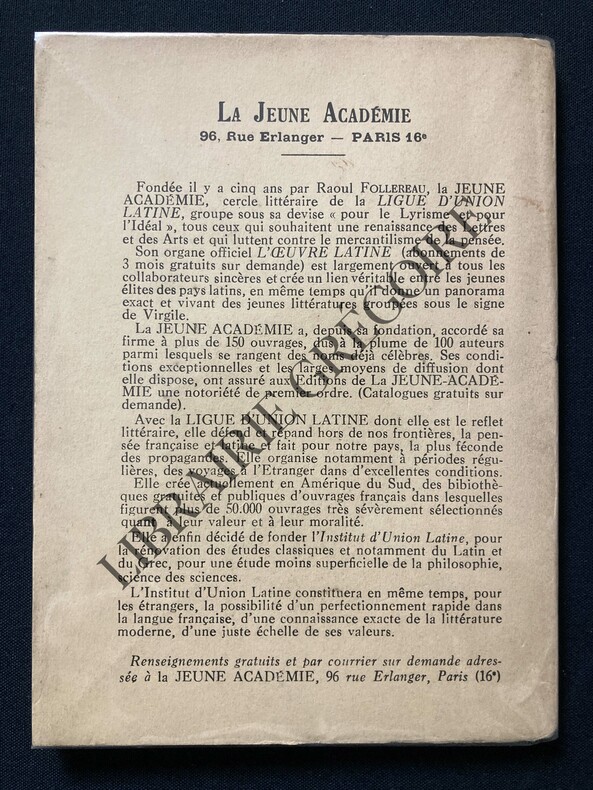 LA JEUNE ACADÉMIE
96, Rue Erlanger — PARIS 16e
Fondée il y a cinq ans par Raoul FOLLEREAU, la JEUNE
ACADÉMIE, cercle littéraire de la LIGUE D'UNION
LATINE, groupe sous sa devise « pour le Lyrisme et pour
l'Idéal », tous ceux qui souhaitent une renaissance des Lettres
et des Arts et qui luttent contre le mercantilisme de la pensée.
Son organe officiel L'ŒUVRE LATINE (abonnements de
3 mois gratuits sur demande) est largement ouvert à tous les
collaborateurs sincères et crée un lien véritable entre les jeunes
élites des pays latins, en même temps qu'il donne un panorama
exact et vivant des jeunes littératures groupées sous le signe
de Virgile.
La JEUNE ACADÉMIE a, depuis sa fondation, accordé sa
firme à plus de 150 ouvrages, dus à la plume de 100 auteurs
parmi lesquels se rangent des noms déjà célèbres. Ses condi-
tions exceptionnelles et les larges moyens de diffusion dont
elle dispose, ont assuré aux Editions de La JEUNE-ACADÉ-
MIE une notoriété de premier ordre. (Catalogues gratuits sur
demande).
Avec la LIGUE D'UNION LATINE dont elle est le reflet
littéraire, elle défend et répand hors de nos frontières, la pen-
sée française et latine et fait pour notre pays, la plus féconde
des propagandes. Elle organise notamment à périodes régu-
lières, des voyages à l'Etranger dans d'excellentes conditions.
Elle crée actuellement en Amérique du Sud, des bibliothè-
ques gratuites et publiques d'ouvrages français dans lesquelles
figurent plus de 50.000 ouvrages très sévèrement sélectionnés
quant à leur valeur et à leur moralité.
Elle a enfin décidé de fonder l'Institut d'Union Latine, pour
la rénovation des études classiques et notamment du Latin et
du Grec, pour une étude moins superficielle de la philosophie,
science des sciences.
L'Institut d'Union Latine constituera en même temps, pour
les étrangers, la possibilité d'un perfectionnement rapide dans
la langue française, d'une connaissance exacte de la littérature
moderne, d'une juste échelle de ses valeurs.
Renseignements gratuits et par courrier sur demande adres-
sée à la JEUNE ACADÉMIE, 96 rue Erlanger, Paris (16e)
LIBRAIRIE GREGOIRE